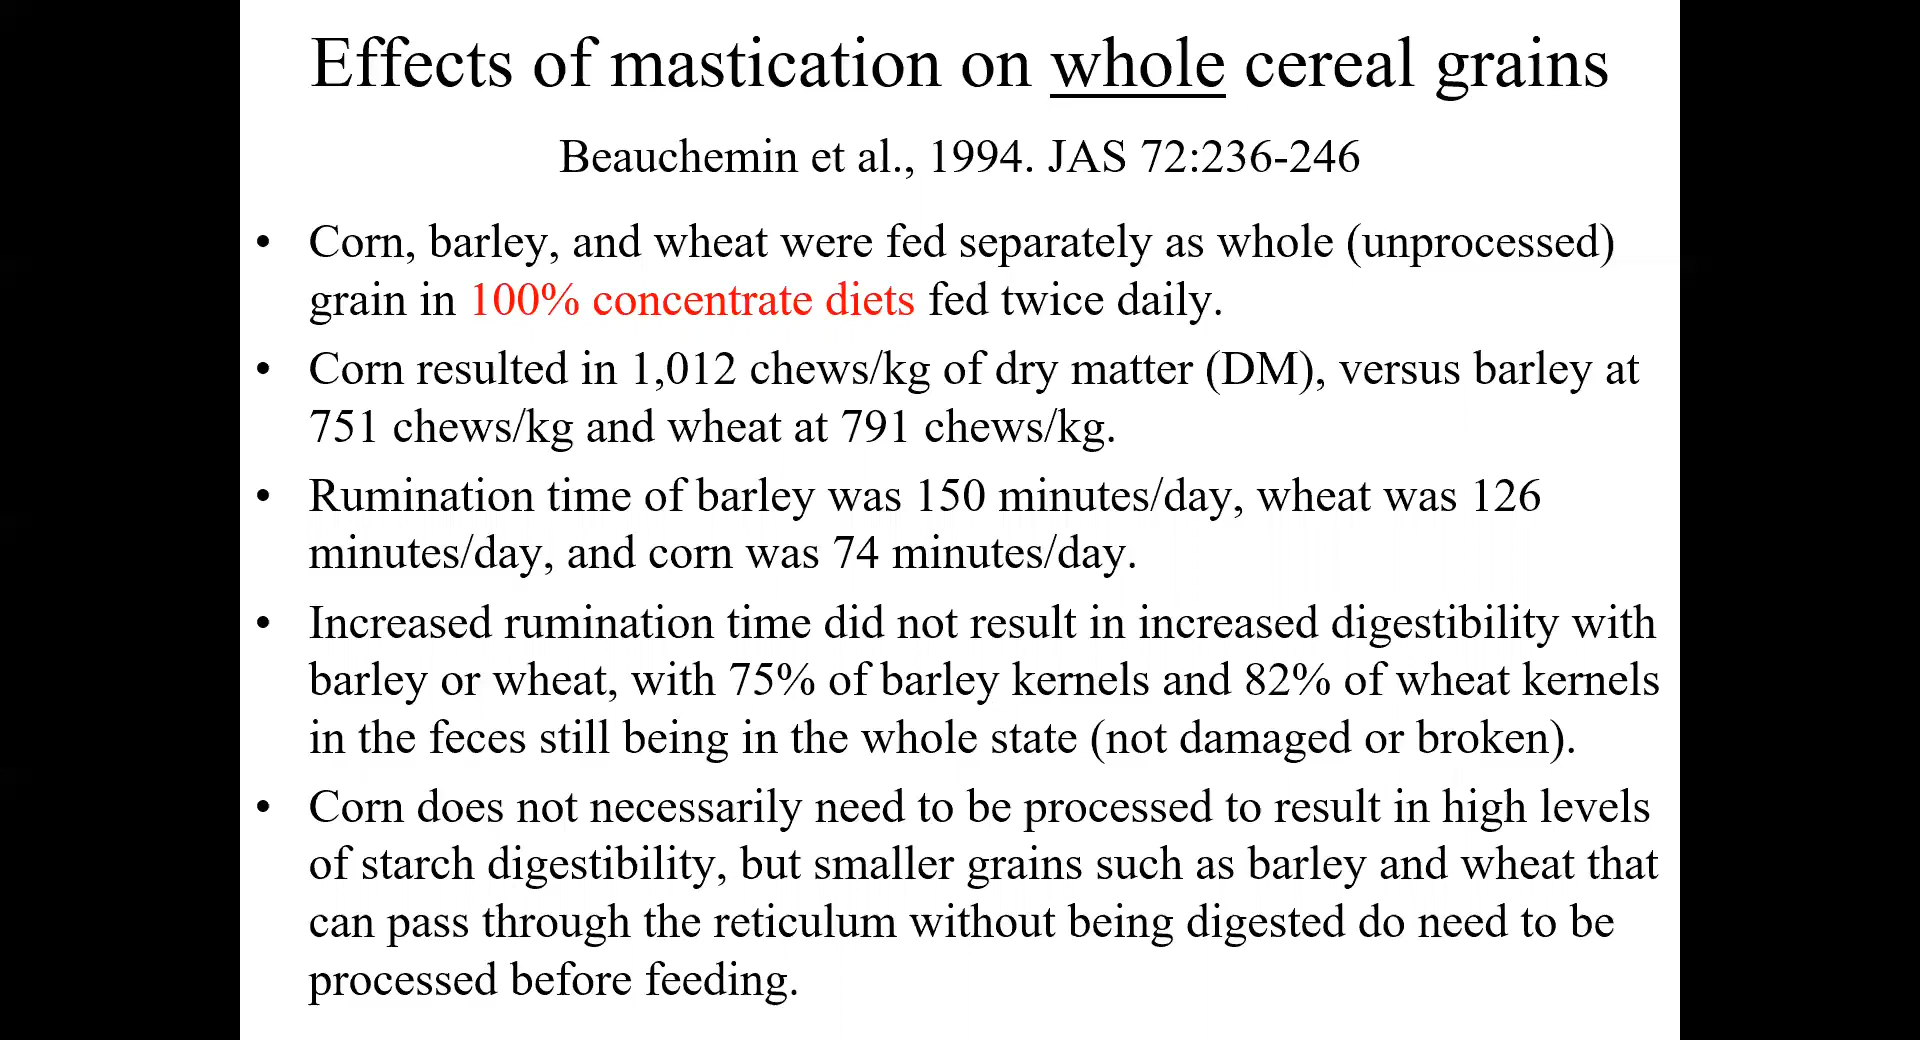 Effects of mastication on whole cereal grains
Beauchemin et al., 1994. JAS 72:236-246
• Corn, barley, and wheat were fed separately as whole (unprocessed)
grain in 100% concentrate diets fed twice daily.
• Corn resulted in 1,012 chews/kg of dry matter (DM), versus barley at
751 chews/kg and wheat at 791 chews/kg.
• Rumination time of barley was 150 minutes/day, wheat was 126
minutes/day, and corn was 74 minutes/day.
• Increased rumination time did not result in increased digestibility with
barley or wheat, with 75% of barley kernels and 82% of wheat kernels
in the feces still being in the whole state (not damaged or broken).
• Corn does not necessarily need to be processed to result in high levels
of starch digestibility, but smaller grains such as barley and wheat that
can pass through the reticulum without being digested do need to be
processed before feeding.